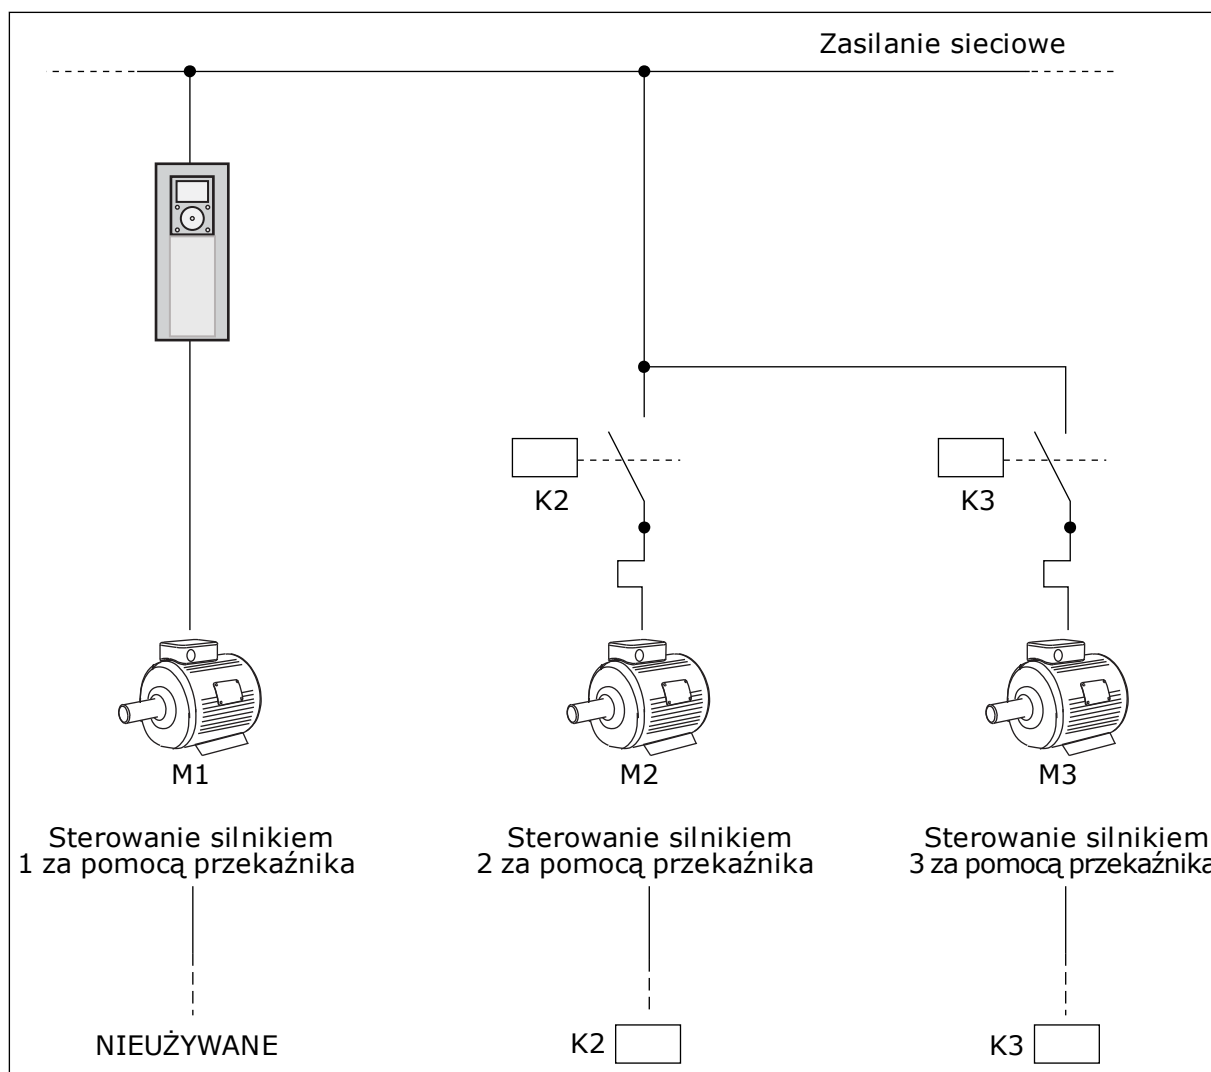 Zasilanie sieciowe
K2
K3
M1
M2
M3
Sterowanie silnikiem
1 za pomocą przekaźnika
Sterowanie silnikiem
2 za pomocą przekaźnika
Sterowanie silnikiem
3 za pomocą przekaźnika
NIEUŻYWANE
K2
K3